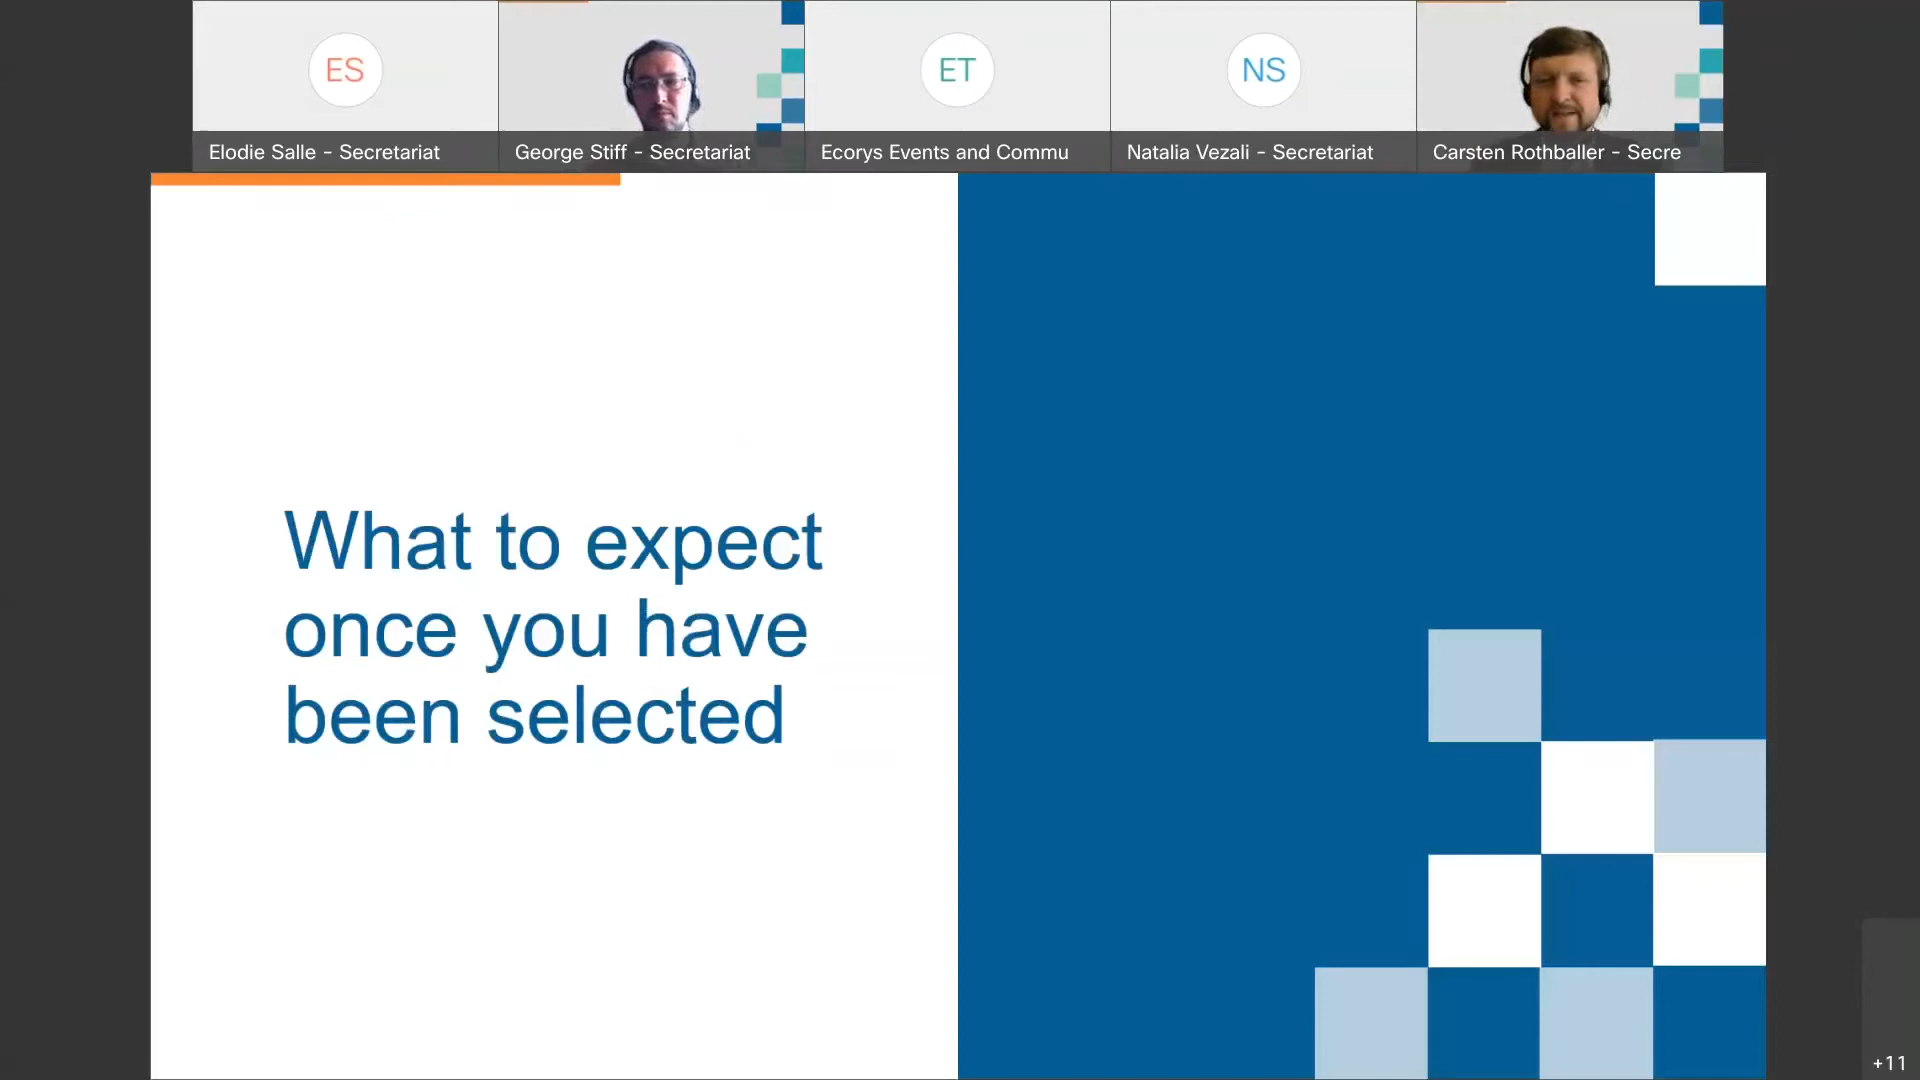 ES
ET
NS
Elodie Salle - Secretariat
George Stiff - Secretariat
Ecorys Events and Commu
Natalia Vezali - Secretariat
Carsten Rothballer - Secre
What to expect
once you have
been selected
+11